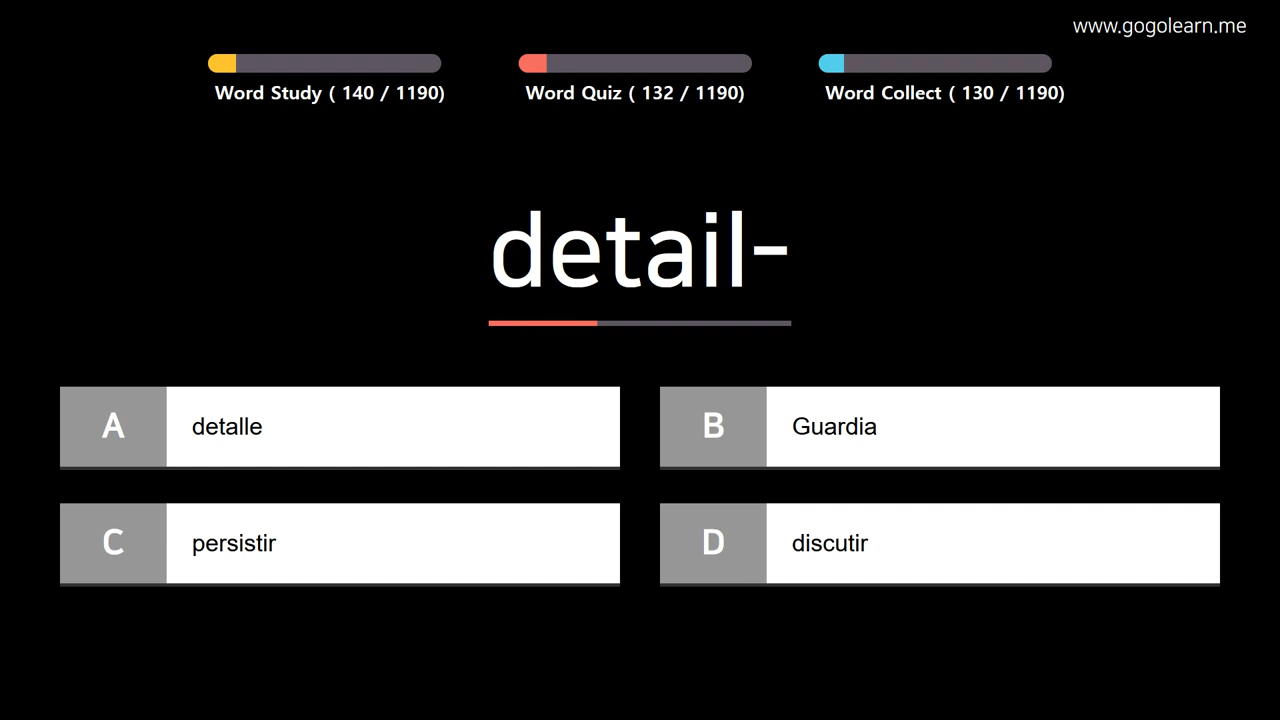 www.gogolearn.me
Word Study ( 140 / 1190)
Word Quiz ( 132 / 1190)
Word Collect ( 130 / 1190)
detail-
A
detalle
B
Guardia
C
persistir
D
discutir